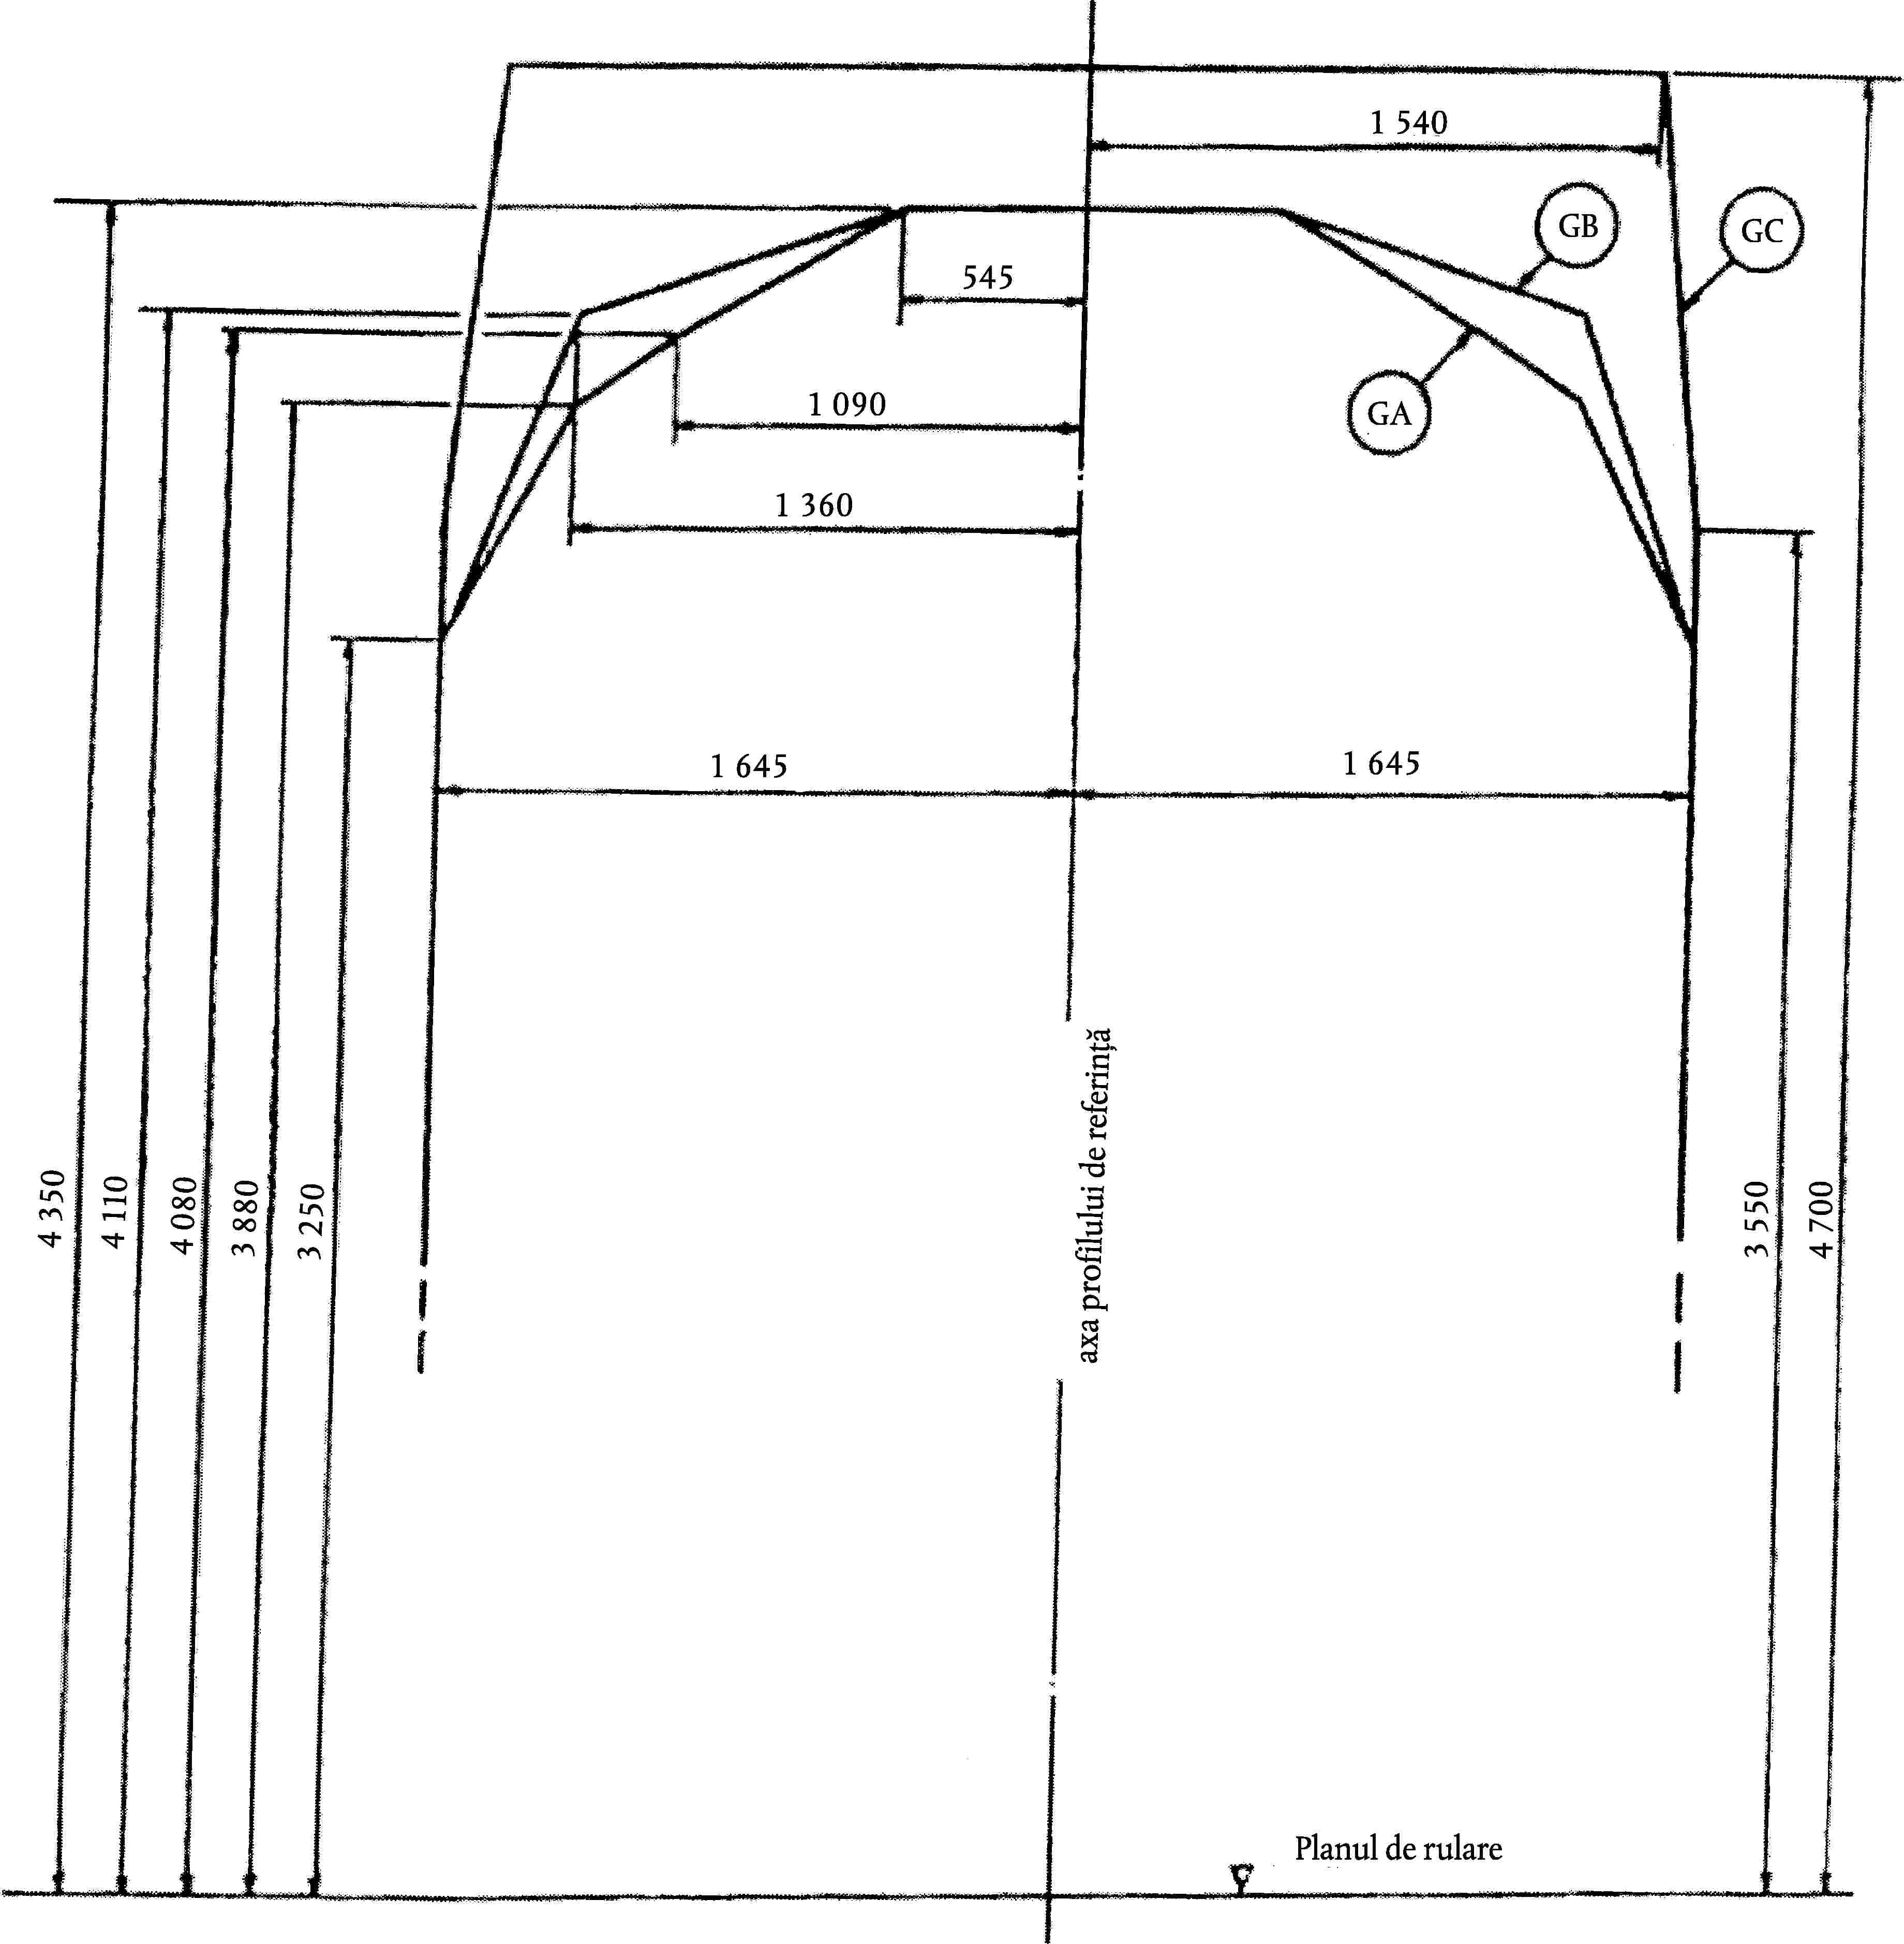 1 540
GB
GC
545
1 090
GA
1 360
1 645
1 645
axa profilului de referință
4 350
4 110
4 080
3 880
3 250
3 550
4 700
Planul de rulare